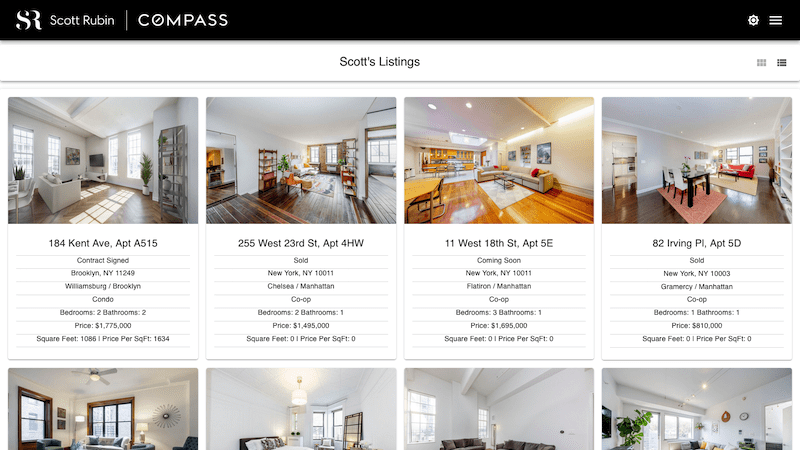 SR Scott Rubin COMPASS
Scott's Listings
184 Kent Ave, Apt A515
Contract Signed
Brooklyn, NY 11249
Williamsburg / Brooklyn
Condo
Bedrooms: 2 Bathrooms: 2
Price: $1,775,000
Square Feet: 1086 | Price Per SqFt: 1634
255 West 23rd St, Apt 4HW
Sold
New York, NY 10011
Chelsea / Manhattan
Co-op
Bedrooms: 2 Bathrooms: 1
Price: $1,495,000
Square Feet: 0 | Price Per SqFt: 0
11 West 18th St, Apt 5E
Coming Soon
New York, NY 10011
Flatiron / Manhattan
Co-op
Bedrooms: 3 Bathrooms: 1
Price: $1,695,000
Square Feet: 0 | Price Per SqFt: 0
82 Irving Pl, Apt 5D
Sold
New York, NY 10003
Gramercy / Manhattan
Co-op
Bedrooms: 1 Bathrooms: 1
Price: $810,000
Square Feet: 0 | Price Per SqFt: 0